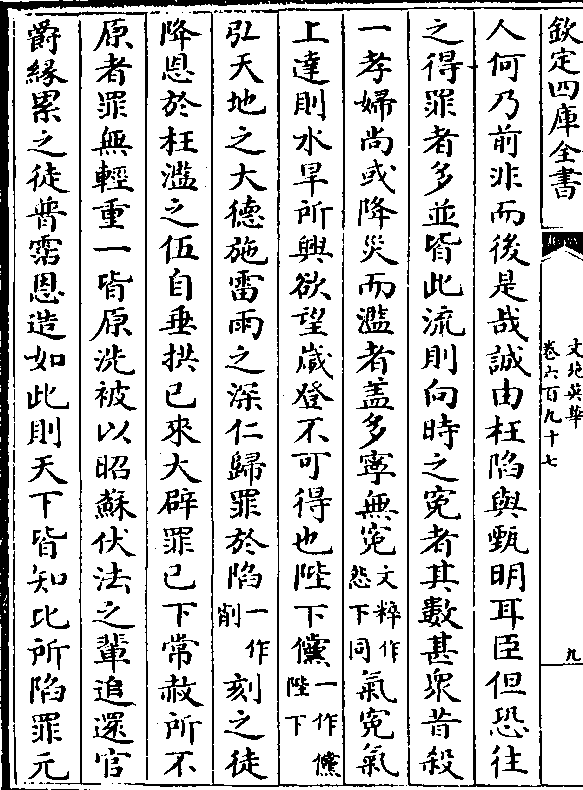 欽定四庫全書
文苑英華
卷六百九十七
九
人何乃前非而後是哉誠由枉陷與甄明耳臣但恐往
之得罪者多並皆此流則向時之寃者其數甚衆昔殺
一孝婦尚或降災而濫者蓋多寧無寃文粹作怨下同氣寃氣
上達則水旱所興欲望嵗登不可得也陛下儻一作儻陛下
弘天地之大德施雷雨之深仁歸罪於陷一作削刻之徒
降恩於枉濫之伍自垂拱已來大辟罪已下常赦所不
原者罪無輕重一皆原洗被以昭蘇伏法之輩追還官
爵緣累之徒普霑恩造如此則天下皆知比所陷罪元